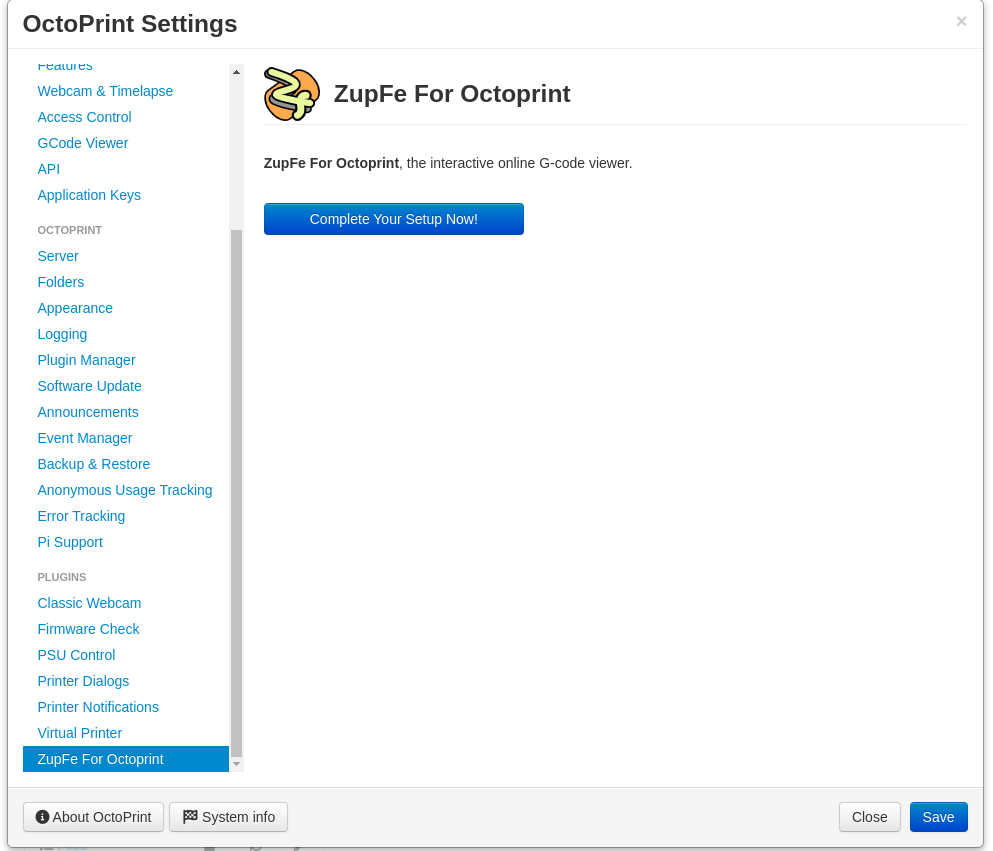 OctoPrint Settings
×
Features
Webcam & Timelapse
Access Control
GCode Viewer
API
Application Keys
OCTOPRINT
Server
Folders
Appearance
Logging
Plugin Manager
Software Update
Announcements
Event Manager
Backup & Restore
Anonymous Usage Tracking
Error Tracking
Pi Support
PLUGINS
Classic Webcam
Firmware Check
PSU Control
Printer Dialogs
Printer Notifications
Virtual Printer
ZupFe For Octoprint
ZupFe For Octoprint
ZupFe For Octoprint, the interactive online G-code viewer.
Complete Your Setup Now!
About OctoPrint
System info
Close
Save